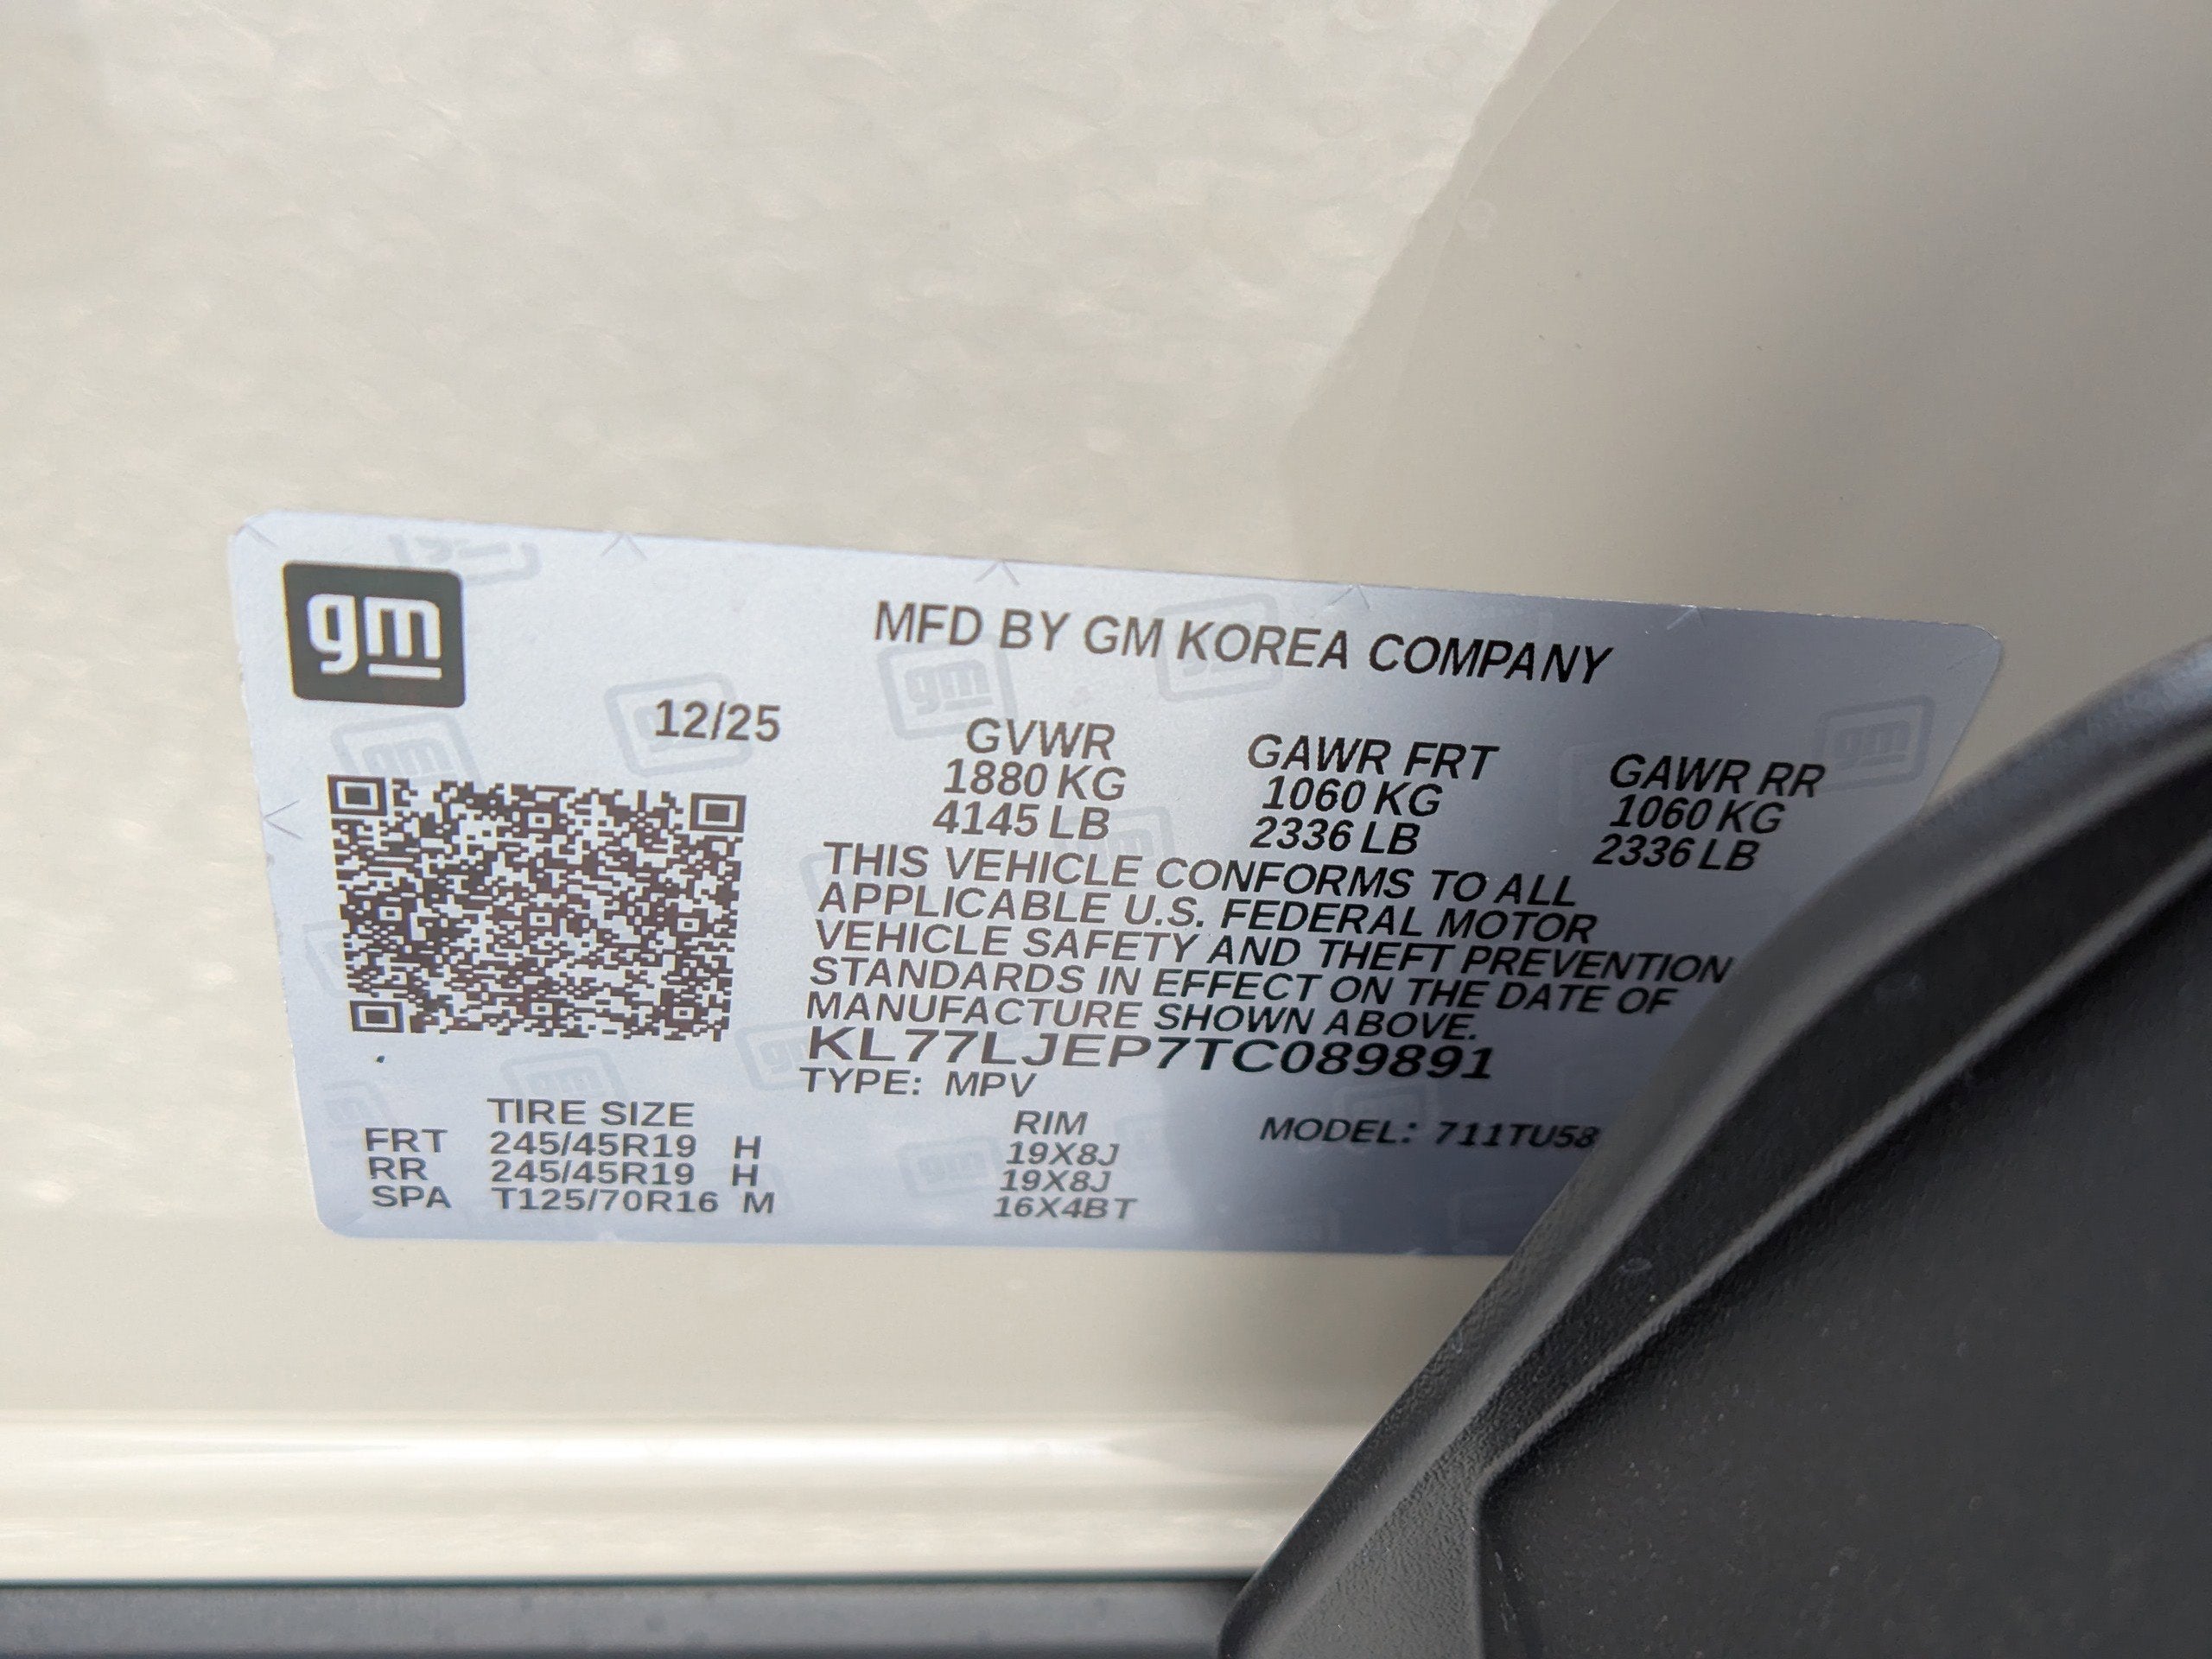 gm
MFD BY GM KOREA COMPANY
12/25
GVWR GAWR FRT GAWR RR
1880 KG 1060 KG 1060 KG
4145 LB 2336 LB 2336 LB
THIS VEHICLE CONFORMS TO ALL
APPLICABLE U.S. FEDERAL MOTOR
VEHICLE SAFETY AND THEFT PREVENTION
STANDARDS IN EFFECT ON THE DATE OF
MANUFACTURE SHOWN ABOVE.
KL77LJEP7TC089891
TYPE: MPV
TIRE SIZE RIM MODEL: 711TU58
FRT 245/45R19 H 19X8J
RR 245/45R19 H 19X8J
SPA T125/70R16 M 16X4BT